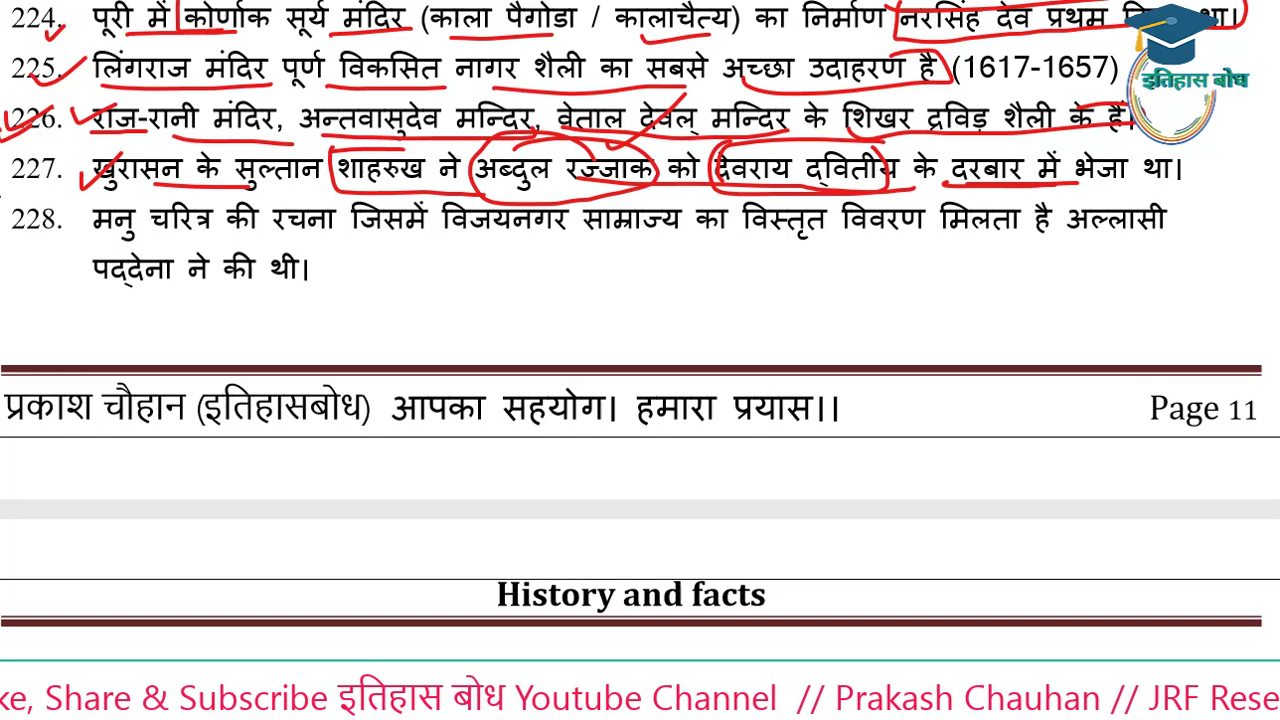 224. पूरी में कोर्णाक सूर्य मंदिर (काला पैगोडा / कालाचैत्य) का निर्माण नरसिंह देव प्रथम था।
225. लिंगराज मंदिर पूर्ण विकसित नागर शैली का सबसे अच्छा उदाहरण है (1617-1657)
इतिहास बोध
226. राज-रानी मंदिर, अन्तवासुदेव मन्दिर, वेताल देवल् मन्दिर के शिखर द्रविड़ शैली के हैं।
227. खुरासन के सुल्तान शाहरुख ने अब्दुल रज्जाक को देवराय द्वितीय के दरबार में भेजा था।
228. मनु चरित्र की रचना जिसमें विजयनगर साम्राज्य का विस्तृत विवरण मिलता है अल्लासी
पद्देना ने की थी।
प्रकाश चौहान (इतिहासबोध) आपका सहयोग। हमारा प्रयास।। Page 11
History and facts
ke, Share & Subscribe इतिहास बोध Youtube Channel // Prakash Chauhan // JRF Rese